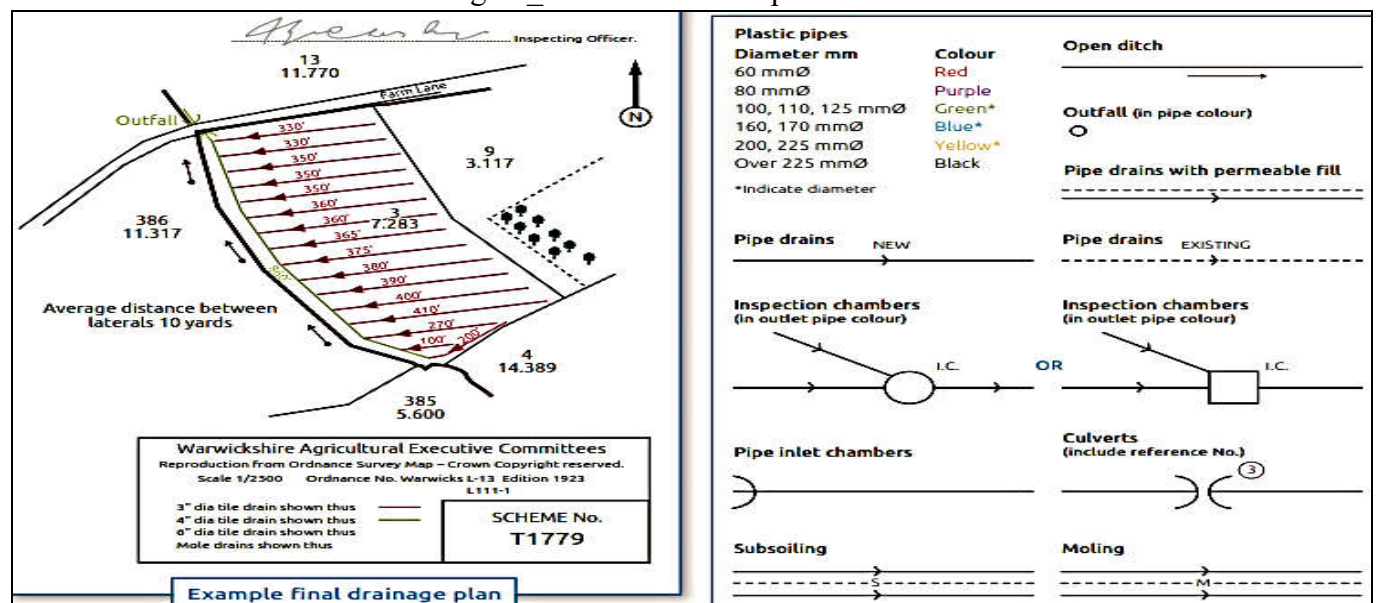 Inspecting Officer.
13
11.770
Farm Lane
Outfall
N
330'
330'
350'
350'
350'
360'
360'
365'
375'
380'
390'
400'
410'
270'
100'
200'
9
3.117
3
7.283
386
11.317
Average distance between
laterals 10 yards
4
14.389
385
5.600
Warwickshire Agricultural Executive Committees
Reproduction from Ordnance Survey Map – Crown Copyright reserved.
Scale 1/2500 Ordnance No. Warwicks L-13 Edition 1923
L111-1
3" dia tile drain shown thus
4" dia tile drain shown thus
6" dia tile drain shown thus
Mole drains shown thus
SCHEME No.
T1779
Example final drainage plan
Plastic pipes
Diameter mm Colour
60 mmØ Red
80 mmØ Purple
100, 110, 125 mmØ Green*
160, 170 mmØ Blue*
200, 225 mmØ Yellow*
Over 225 mmØ Black
*Indicate diameter
Open ditch
Outfall (in pipe colour)
Pipe drains with permeable fill
Pipe drains NEW
Pipe drains EXISTING
Inspection chambers
(in outlet pipe colour)
I.C.
OR
Inspection chambers
(in outlet pipe colour)
I.C.
Pipe inlet chambers
Culverts
(include reference No.)
3
Subsoiling
S
Moling
M